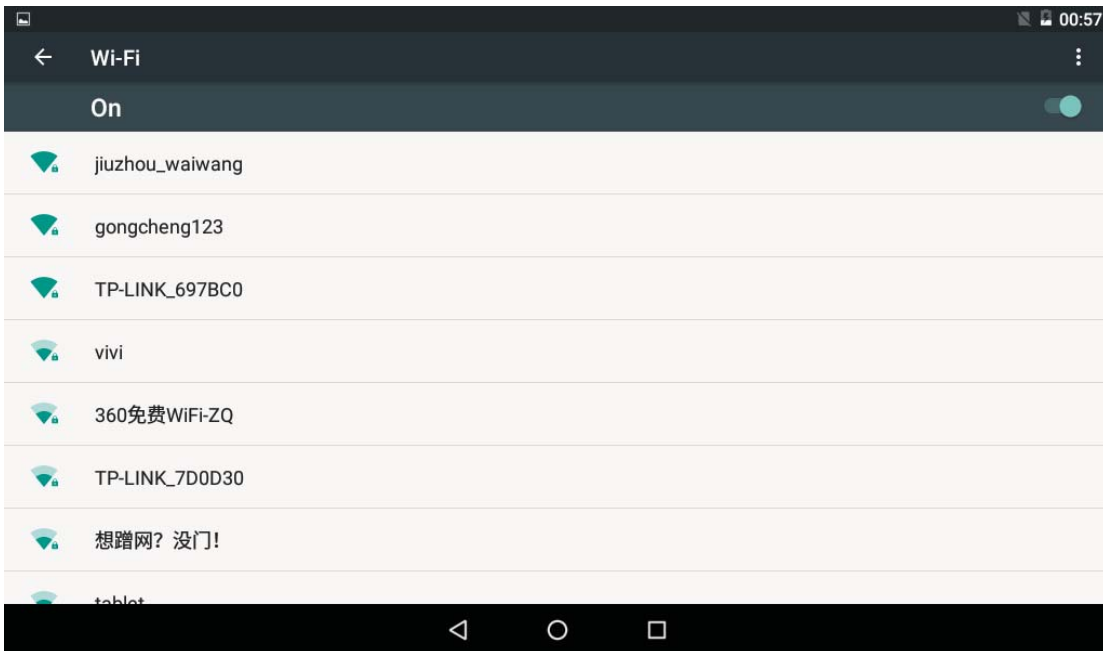 00:57
Wi-Fi
On
jiuzhou_waiwang
gongcheng123
TP-LINK_697BC0
vivi
360免费WiFi-ZQ
TP-LINK_7D0D30
想蹭网？没门！
tablet